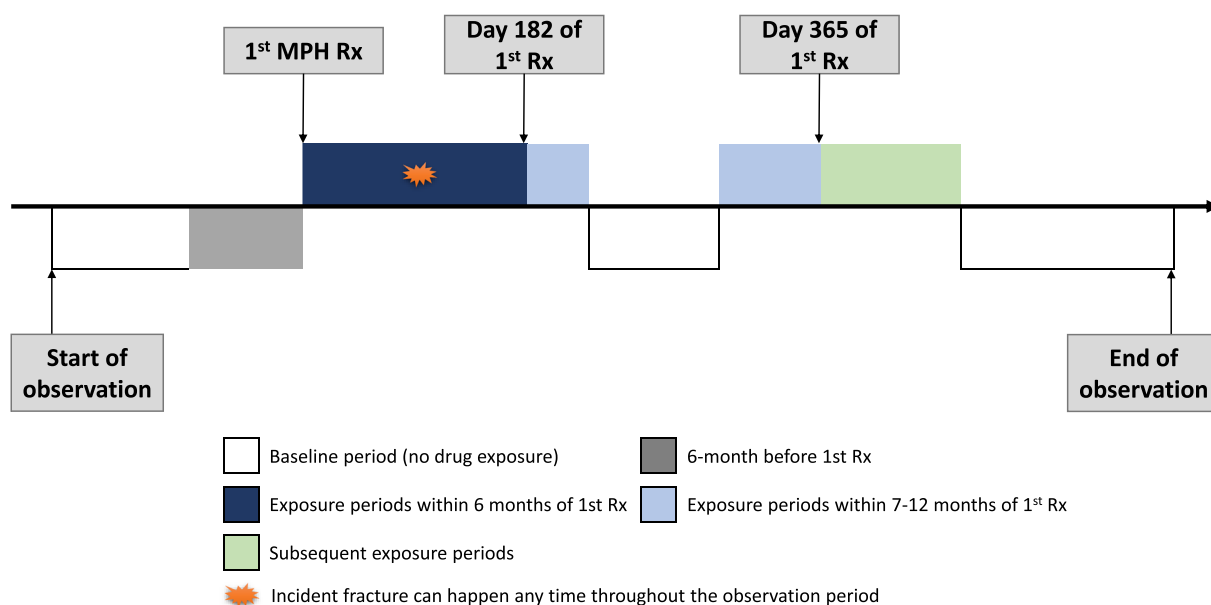 1st MPH Rx
Day 182 of
1st Rx
Day 365 of
1st Rx
Start of
observation
End of
observation
Baseline period (no drug exposure)
6-month before 1st Rx
Exposure periods within 6 months of 1st Rx
Exposure periods within 7-12 months of 1st Rx
Subsequent exposure periods
Incident fracture can happen any time throughout the observation period